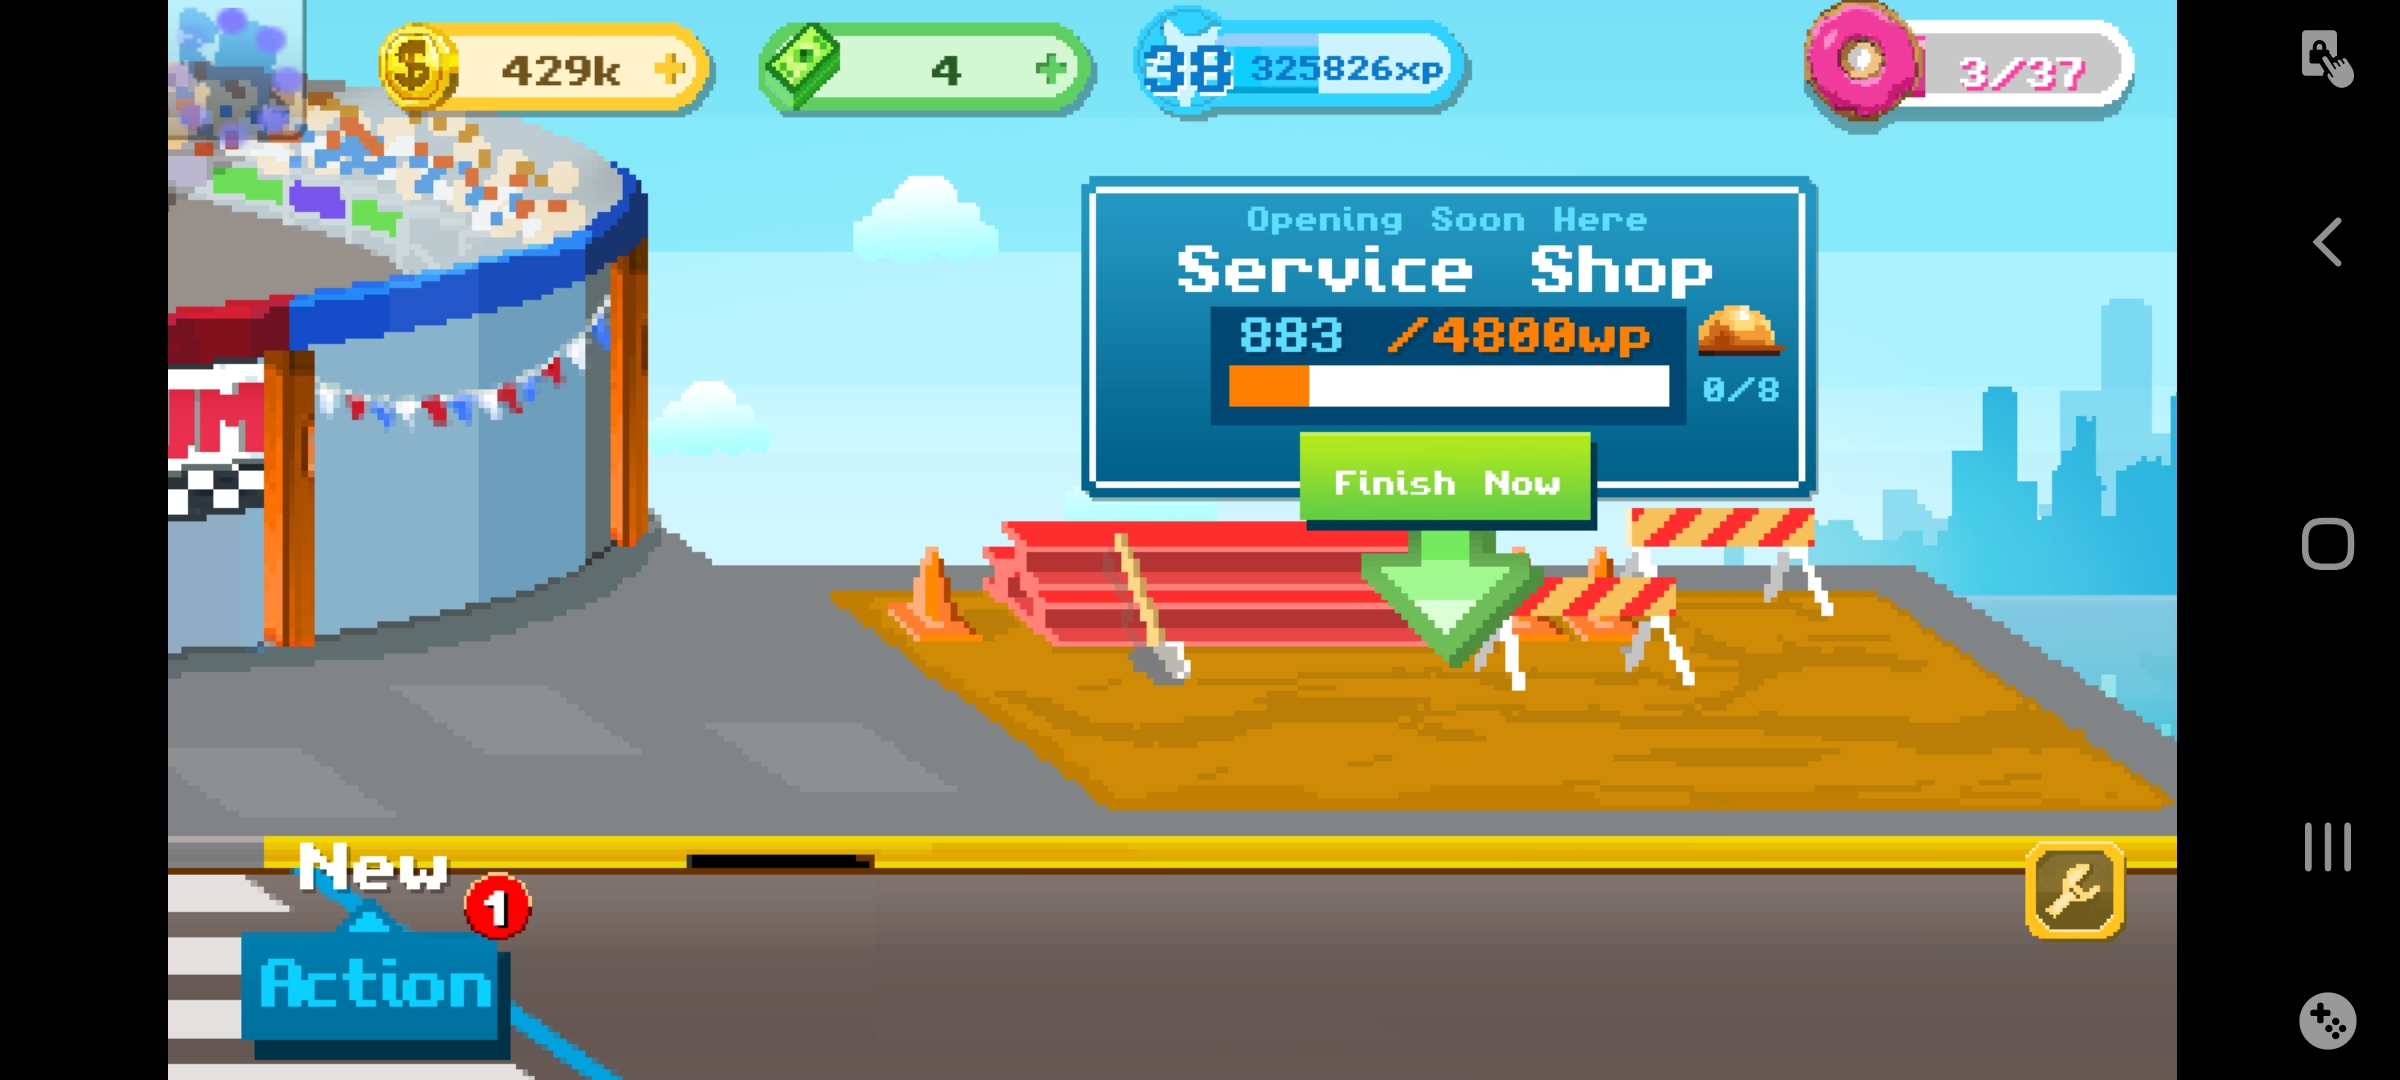 429k
4
38 325826xp
3/37
Opening Soon Here
Service Shop
883 /4800wp
0/8
Finish Now
New
1
Action